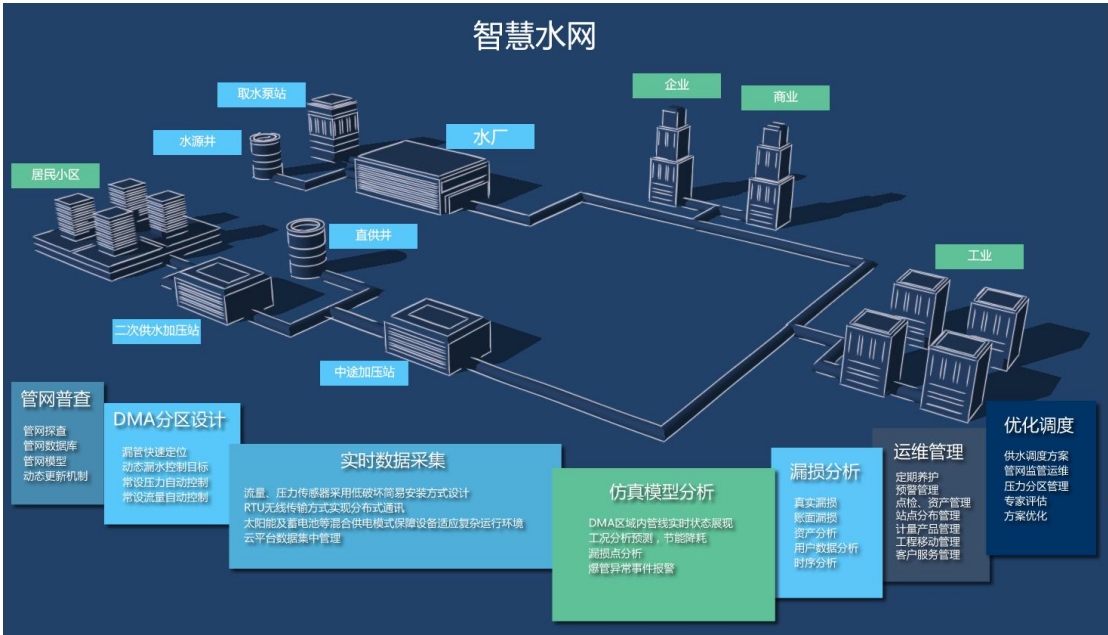 智慧水网
取水泵站
企业
商业
水源井
水厂
居民小区
直供井
工业
二次供水加压站
中途加压站
管网普查
管网探查
管网数据库
管网模型
动态更新机制
DMA分区设计
漏管快速定位
动态漏水控制目标
常设压力自动控制
常设流量自动控制
实时数据采集
流量、压力传感器采用低破坏简易安装方式设计
RTU无线传输方式实现分布式通讯
太阳能及蓄电池等混合供电模式保障设备适应复杂运行环境
云平台数据集中管理
仿真模型分析
DMA区域内管线实时状态展现
工况分析预测，节能降耗
漏损点分析
爆管异常事件报警
漏损分析
真实漏损
账面漏损
资产分析
用户数据分析
时序分析
运维管理
定期养护
预警管理
点检、资产管理
站点分布管理
计量产品管理
工程移动管理
客户服务管理
优化调度
供水调度方案
管网监管运维
压力分区管理
专家评估
方案优化